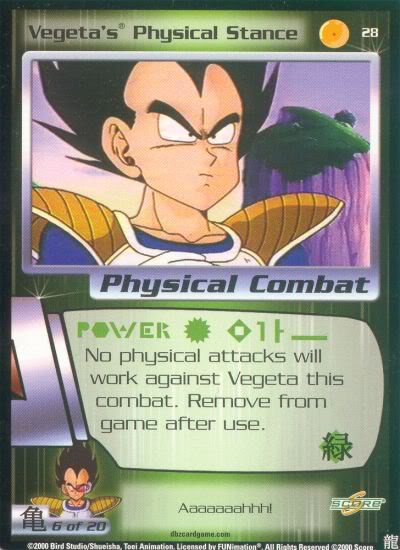 Vegeta's® Physical Stance 28
Physical Combat
POWER
No physical attacks will
work against Vegeta this
combat. Remove from
game after use.
緑
亀 6 of 20
Aaaaaaahhh!
SCORE
dbzcardgame.com
©2000 Bird Studio/Shueisha, Toei Animation. Licensed by FUNimation®. All Rights Reserved ©2000 Score
龍